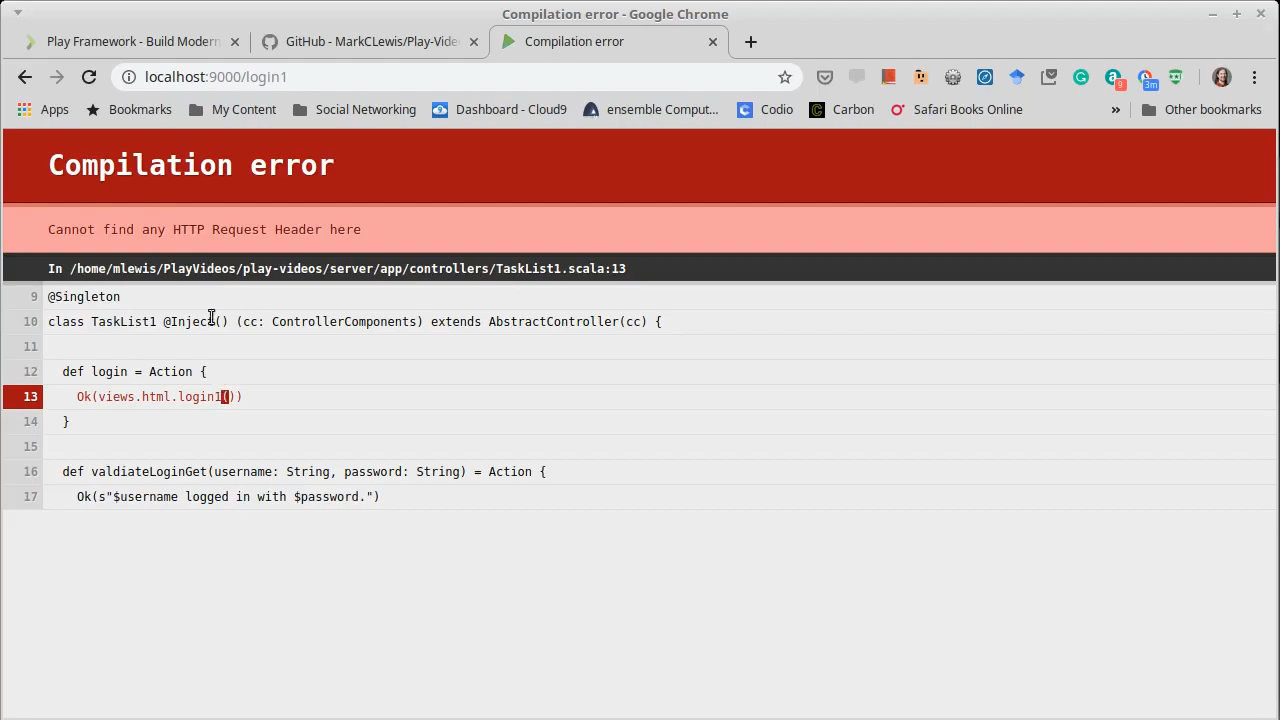 Compilation error - Google Chrome
Play Framework - Build Modern
GitHub - MarkCLewis/Play-Vide
Compilation error
localhost:9000/login1
9
3m
Apps
Bookmarks
My Content
Social Networking
Dashboard - Cloud9
ensemble Comput...
Codio
Carbon
Safari Books Online
»
Other bookmarks
Compilation error
Cannot find any HTTP Request Header here
In /home/mlewis/PlayVideos/play-videos/server/app/controllers/TaskList1.scala:13
9 @Singleton
10 class TaskList1 @Inject() (cc: ControllerComponents) extends AbstractController(cc) {
11
12 def login = Action {
13 Ok(views.html.login1())
14 }
15
16 def valdiateLoginGet(username: String, password: String) = Action {
17 Ok(s"$username logged in with $password.")